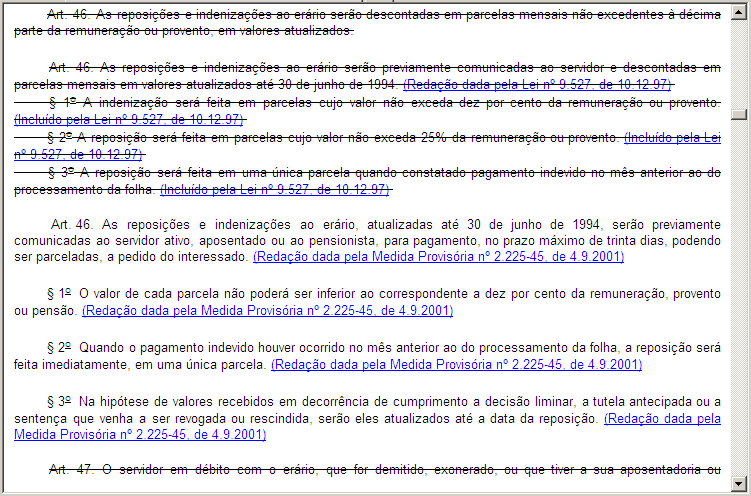 Art. 46. As reposições e indenizações ao erário serão descontadas em parcelas mensais não excedentes à décima
parte da remuneração ou provento, em valores atualizados.
Art. 46. As reposições e indenizações ao erário serão previamente comunicadas ao servidor e descontadas em
parcelas mensais em valores atualizados até 30 de junho de 1994. (Redação dada pela Lei nº 9.527, de 10.12.97)
§ 1º A indenização será feita em parcelas cujo valor não exceda dez por cento da remuneração ou provento.
(Incluído pela Lei nº 9.527, de 10.12.97)
§ 2º A reposição será feita em parcelas cujo valor não exceda 25% da remuneração ou provento. (Incluído pela Lei
nº 9.527, de 10.12.97)
§ 3º A reposição será feita em uma única parcela quando constatado pagamento indevido no mês anterior ao do
processamento da folha. (Incluído pela Lei nº 9.527, de 10.12.97)
Art. 46. As reposições e indenizações ao erário, atualizadas até 30 de junho de 1994, serão previamente
comunicadas ao servidor ativo, aposentado ou ao pensionista, para pagamento, no prazo máximo de trinta dias, podendo
ser parceladas, a pedido do interessado. (Redação dada pela Medida Provisória nº 2.225-45, de 4.9.2001)
§ 1º O valor de cada parcela não poderá ser inferior ao correspondente a dez por cento da remuneração, provento
ou pensão. (Redação dada pela Medida Provisória nº 2.225-45, de 4.9.2001)
§ 2º Quando o pagamento indevido houver ocorrido no mês anterior ao do processamento da folha, a reposição será
feita imediatamente, em uma única parcela. (Redação dada pela Medida Provisória nº 2.225-45, de 4.9.2001)
§ 3º Na hipótese de valores recebidos em decorrência de cumprimento a decisão liminar, a tutela antecipada ou a
sentença que venha a ser revogada ou rescindida, serão eles atualizados até a data da reposição. (Redação dada pela
Medida Provisória nº 2.225-45, de 4.9.2001)
Art. 47. O servidor em débito com o erário, que for demitido, exonerado, ou que tiver a sua aposentadoria ou